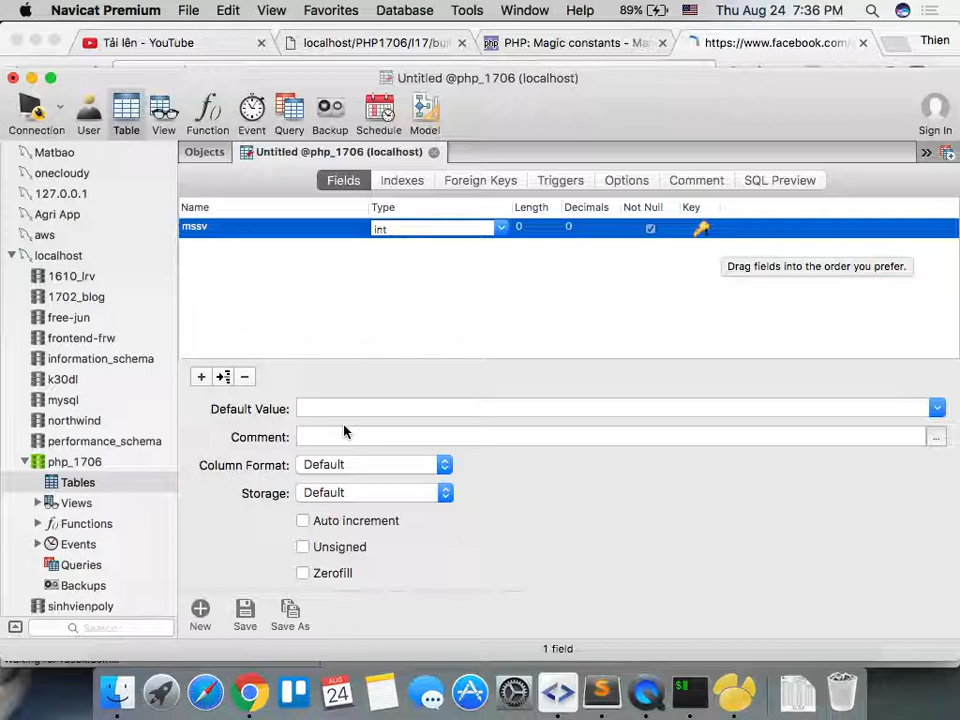 Navicat Premium File Edit View Favorites Database Tools Window Help 89% Thu Aug 24 7:36 PM
Tải lên - YouTube
localhost/PHP1706/l17/bu
PHP: Magic constants - Ma
https://www.facebook.com/
Thien
Untitled @php_1706 (localhost)
Connection User Table View Function Event Query Backup Schedule Model Sign In
Objects Untitled @php_1706 (localhost)
Fields Indexes Foreign Keys Triggers Options Comment SQL Preview
Name Type Length Decimals Not Null Key
mssv int 0 0
Drag fields into the order you prefer.
Matbao
onecloudy
127.0.0.1
Agri App
aws
localhost
1610_lrv
1702_blog
free-jun
frontend-frw
information_schema
k30dl
mysql
northwind
performance_schema
php_1706
Tables
Views
Functions
Events
Queries
Backups
sinhvienpoly
Search
+ -
Default Value:
Comment: ...
Column Format: Default
Storage: Default
Auto increment
Unsigned
Zerofill
New Save Save As
1 field
AUG
24